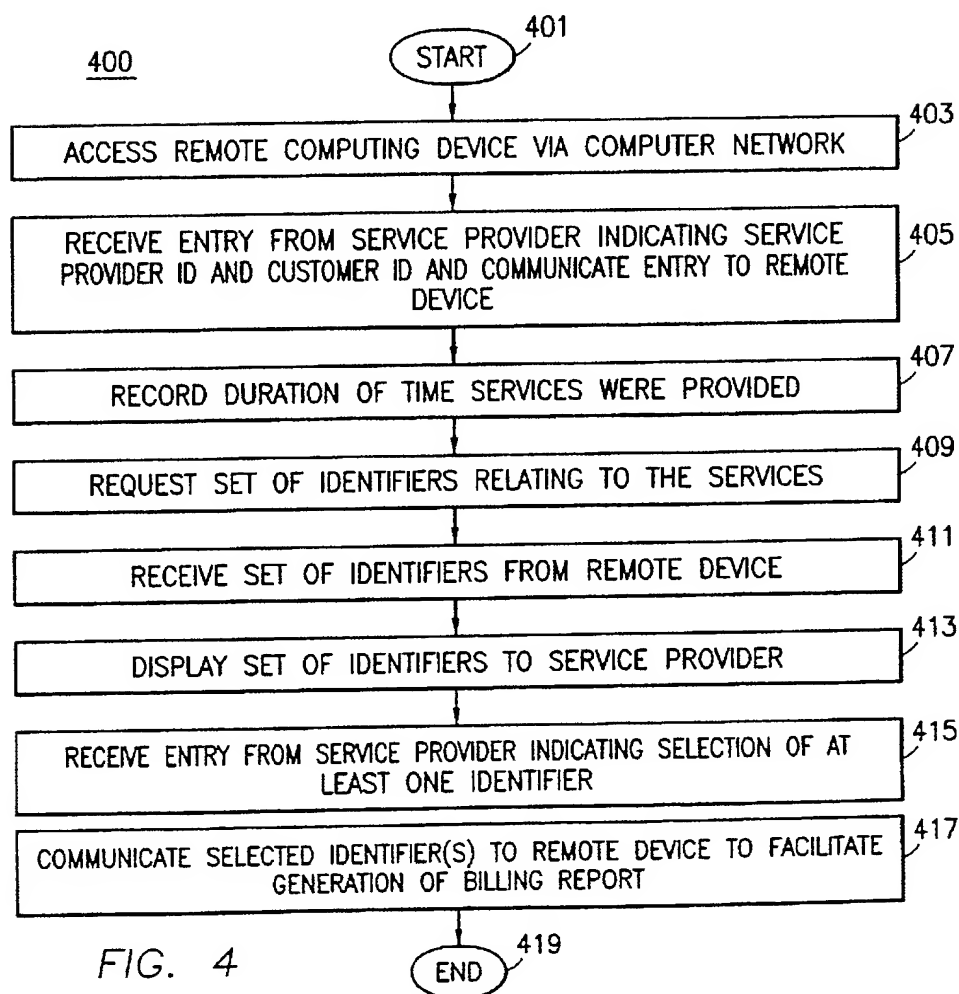 400
START
401
ACCESS REMOTE COMPUTING DEVICE VIA COMPUTER NETWORK
403
RECEIVE ENTRY FROM SERVICE PROVIDER INDICATING SERVICE
PROVIDER ID AND CUSTOMER ID AND COMMUNICATE ENTRY TO REMOTE
DEVICE
405
RECORD DURATION OF TIME SERVICES WERE PROVIDED
407
REQUEST SET OF IDENTIFIERS RELATING TO THE SERVICES
409
RECEIVE SET OF IDENTIFIERS FROM REMOTE DEVICE
411
DISPLAY SET OF IDENTIFIERS TO SERVICE PROVIDER
413
RECEIVE ENTRY FROM SERVICE PROVIDER INDICATING SELECTION OF AT
LEAST ONE IDENTIFIER
415
COMMUNICATE SELECTED IDENTIFIER(S) TO REMOTE DEVICE TO FACILITATE
GENERATION OF BILLING REPORT
417
END
419
FIG. 4